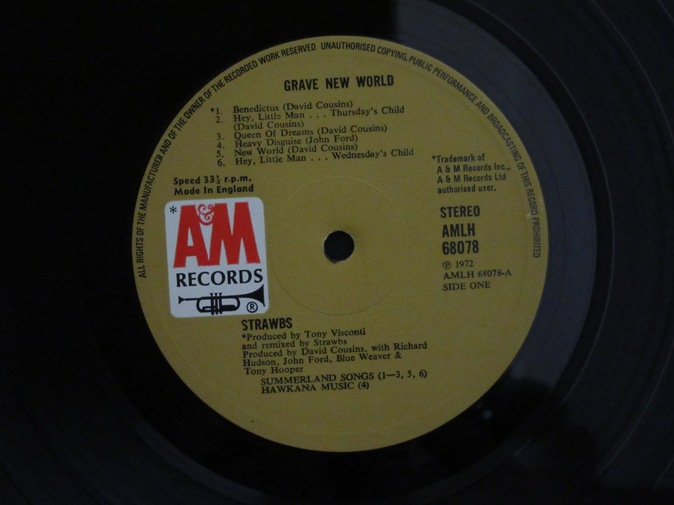 ALL RIGHTS OF THE MANUFACTURER AND OF THE OWNER OF THE RECORDED WORK RESERVED UNAUTHORISED COPYING, PUBLIC PERFORMANCE AND BROADCASTING OF THIS RECORD PROHIBITED
GRAVE NEW WORLD
*1. Benedictus (David Cousins)
2. Hey, Little Man . . . Thursday's Child
(David Cousins)
3. Queen Of Dreams (David Cousins)
4. Heavy Disguise (John Ford)
5. New World (David Cousins)
6. Hey, Little Man . . . Wednesday's Child
Speed 33⅓ r.p.m.
Made in England
*Trademark of
A & M Records Inc.,
A & M Records Ltd
authorised user.
* A&M
RECORDS
®
STEREO
AMLH
68078
℗ 1972
AMLH 68078-A
SIDE ONE
STRAWBS
*Produced by Tony Visconti
and remixed by Strawbs
Produced by David Cousins, with Richard
Hudson, John Ford, Blue Weaver &
Tony Hooper
SUMMERLAND SONGS (1—3, 5, 6)
HAWKANA MUSIC (4)